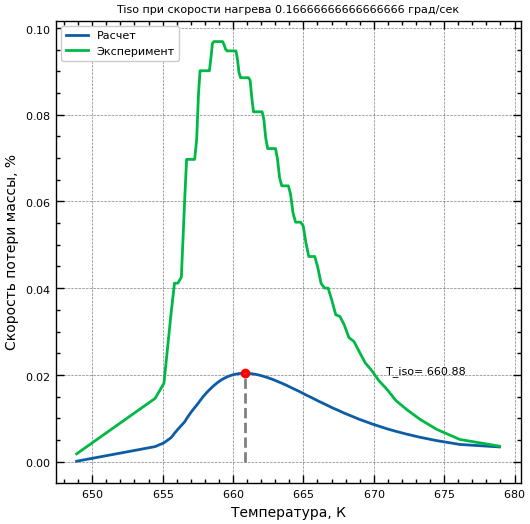 Tiso при скорости нагрева 0.16666666666666666 град/сек
Расчет
Эксперимент
0.10
0.08
0.06
0.04
0.02
0.00
Скорость потери массы, %
T_iso= 660.88
650 655 660 665 670 675 680
Температура, К